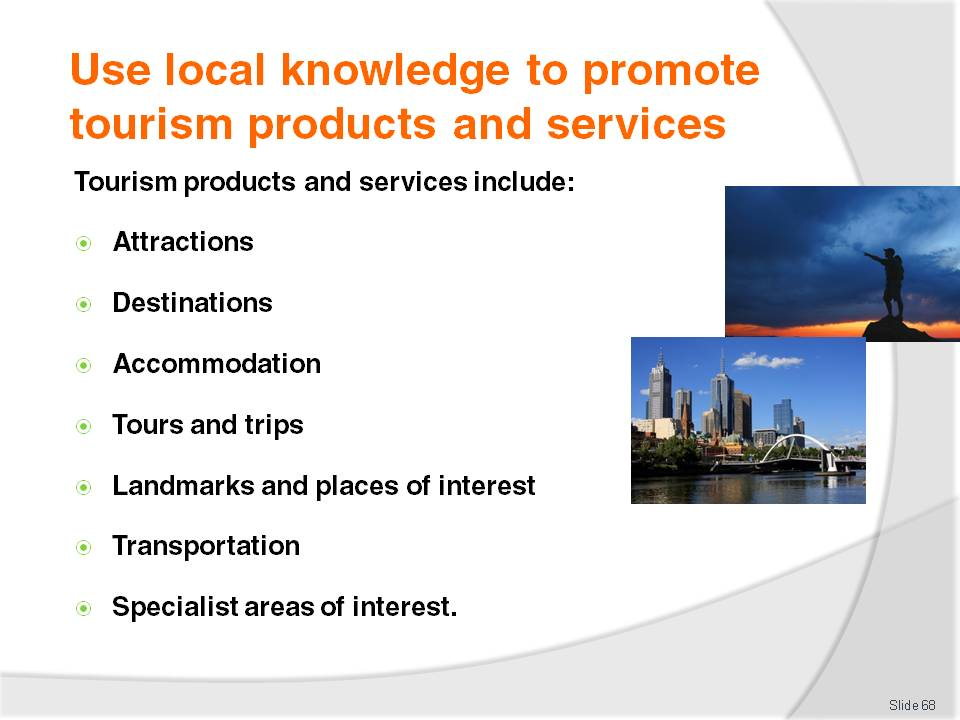 Use local knowledge to promote
tourism products and services
Tourism products and services include:
Attractions
Destinations
Accommodation
Tours and trips
Landmarks and places of interest
Transportation
Specialist areas of interest.
Slide 68